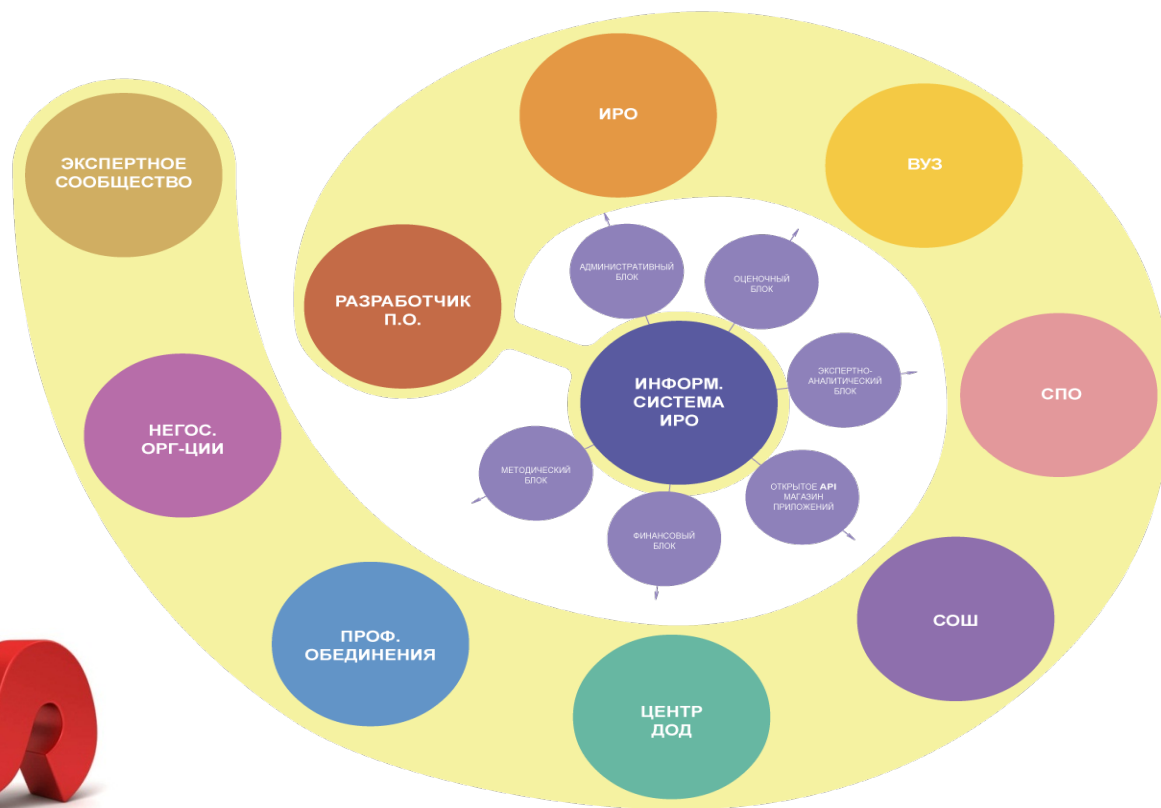 ИРО
ВУЗ
ЭКСПЕРТНОЕ
СООБЩЕСТВО
РАЗРАБОТЧИК
П.О.
АДМИНИСТРАТИВНЫЙ
БЛОК
ОЦЕНОЧНЫЙ
БЛОК
ЭКСПЕРТНО-
АНАЛИТИЧЕСКИЙ
БЛОК
ИНФОРМ.
СИСТЕМА
ИРО
СПО
НЕГОС.
ОРГ-ЦИИ
МЕТОДИЧЕСКИЙ
БЛОК
ОТКРЫТОЕ API
МАГАЗИН
ПРИЛОЖЕНИЙ
ФИНАНСОВЫЙ
БЛОК
СОШ
ПРОФ.
ОБЕДИНЕНИЯ
ЦЕНТР
ДОД